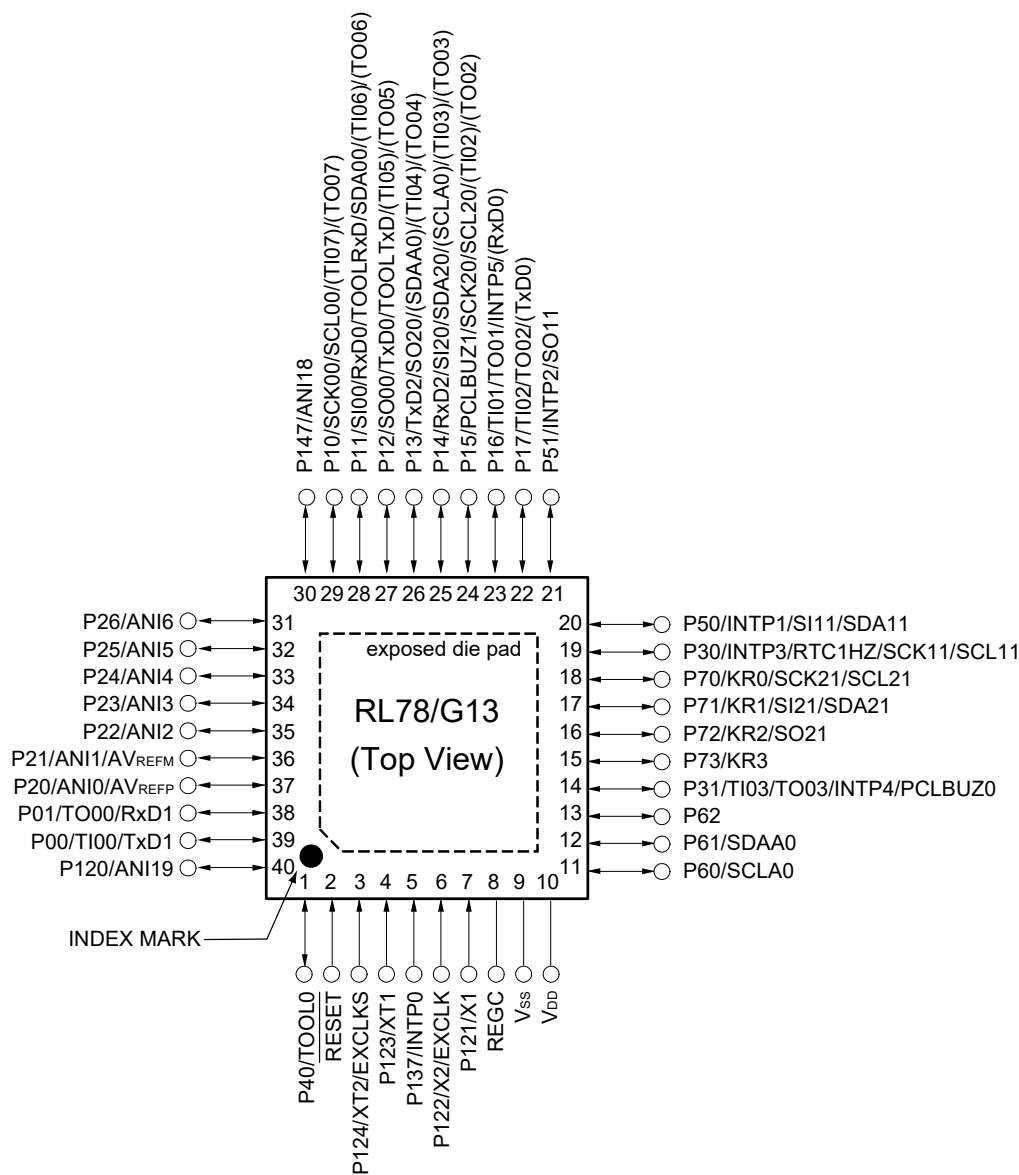 P147/ANI18
P10/SCK00/SCL00/(TI07)/(TO07)
P11/SI00/RxD0/TOOLRxD/SDA00/(TI06)/(TO06)
P12/SO00/TxD0/TOOLTxD/(TI05)/(TO05)
P13/TxD2/SO20/(SDAA0)/(TI04)/(TO04)
P14/RxD2/SI20/SDA20/(SCLA0)/(TI03)/(TO03)
P15/PCLBUZ1/SCK20/SCL20/(TI02)/(TO02)
P16/TI01/TO01/INTP5/(RxD0)
P17/TI02/TO02/(TxD0)
P51/INTP2/SO11
30 29 28 27 26 25 24 23 22 21
P26/ANI6 31
P25/ANI5 32
P24/ANI4 33
P23/ANI3 34
P22/ANI2 35
P21/ANI1/AVREFM 36
P20/ANI0/AVREFP 37
P01/TO00/RxD1 38
P00/TI00/TxD1 39
P120/ANI19 40
exposed die pad
RL78/G13
(Top View)
20 P50/INTP1/SI11/SDA11
19 P30/INTP3/RTC1HZ/SCK11/SCL11
18 P70/KR0/SCK21/SCL21
17 P71/KR1/SI21/SDA21
16 P72/KR2/SO21
15 P73/KR3
14 P31/TI03/TO03/INTP4/PCLBUZ0
13 P62
12 P61/SDAA0
11 P60/SCLA0
1 2 3 4 5 6 7 8 9 10
INDEX MARK
P40/TOOL0
RESET
P124/XT2/EXCLKS
P123/XT1
P137/INTP0
P122/X2/EXCLK
P121/X1
REGC
VSS
VDD